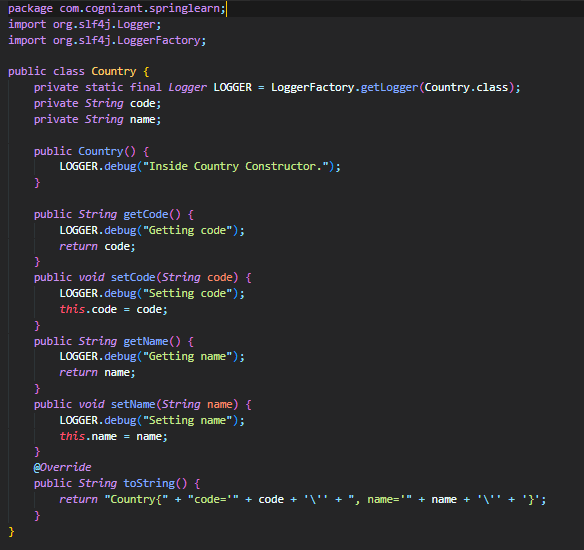 package com.cognizant.springlearn;
import org.slf4j.Logger;
import org.slf4j.LoggerFactory;

public class Country {
    private static final Logger LOGGER = LoggerFactory.getLogger(Country.class);
    private String code;
    private String name;

    public Country() {
        LOGGER.debug("Inside Country Constructor.");
    }

    public String getCode() {
        LOGGER.debug("Getting code");
        return code;
    }
    public void setCode(String code) {
        LOGGER.debug("Setting code");
        this.code = code;
    }
    public String getName() {
        LOGGER.debug("Getting name");
        return name;
    }
    public void setName(String name) {
        LOGGER.debug("Setting name");
        this.name = name;
    }
    @Override
    public String toString() {
        return "Country{" + "code='" + code + '\'' + ", name='" + name + '\'' + '}';
    }
}